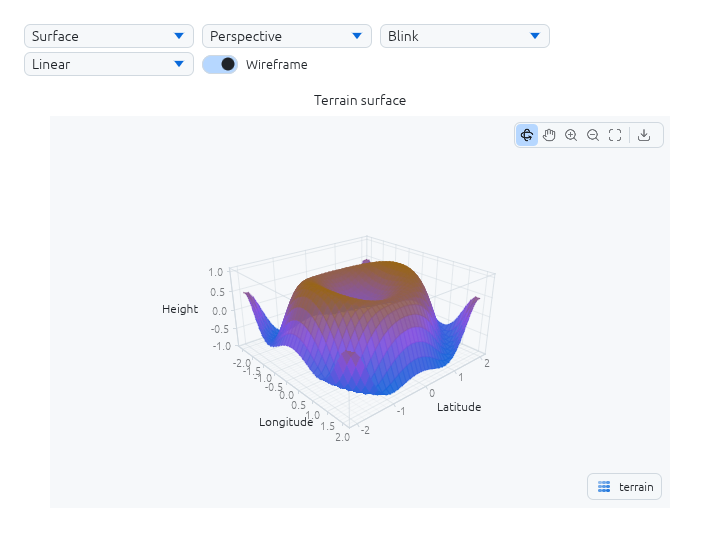 Surface Perspective Blink
Linear Wireframe
Terrain surface
Height
1.0
0.5
0.0
-0.5
-1.0
-2.0
-1.5
-1.0
-0.5
0.0
0.5
1.0
1.5
2.0
Longitude
-2
-1
0
1
2
Latitude
terrain